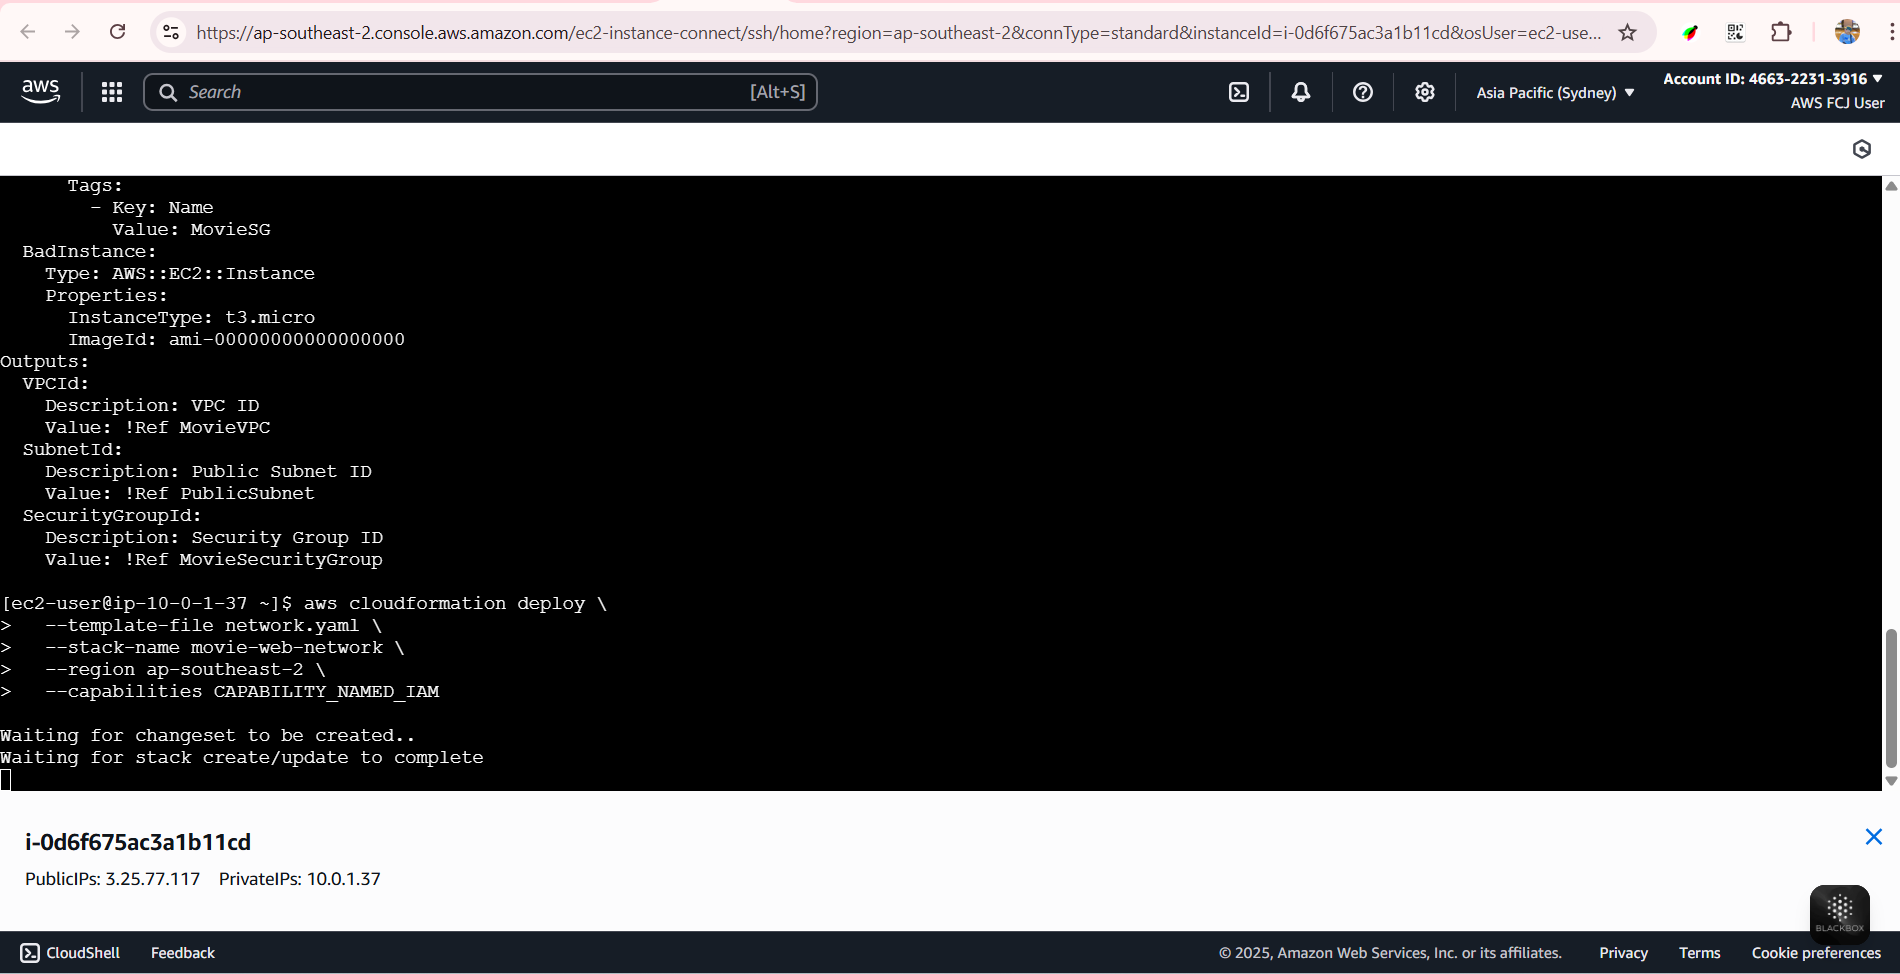 https://ap-southeast-2.console.aws.amazon.com/ec2-instance-connect/ssh/home?region=ap-southeast-2&connType=standard&instanceId=i-0d6f675ac3a1b11cd&osUser=ec2-use...
aws
Search [Alt+S]
Asia Pacific (Sydney)
Account ID: 4663-2231-3916
AWS FCJ User
      Tags:
        - Key: Name
          Value: MovieSG
  BadInstance:
    Type: AWS::EC2::Instance
    Properties:
      InstanceType: t3.micro
      ImageId: ami-00000000000000000
Outputs:
  VPCId:
    Description: VPC ID
    Value: !Ref MovieVPC
  SubnetId:
    Description: Public Subnet ID
    Value: !Ref PublicSubnet
  SecurityGroupId:
    Description: Security Group ID
    Value: !Ref MovieSecurityGroup
[ec2-user@ip-10-0-1-37 ~]$ aws cloudformation deploy \
>   --template-file network.yaml \
>   --stack-name movie-web-network \
>   --region ap-southeast-2 \
>   --capabilities CAPABILITY_NAMED_IAM
Waiting for changeset to be created..
Waiting for stack create/update to complete
i-0d6f675ac3a1b11cd
PublicIPs: 3.25.77.117 PrivateIPs: 10.0.1.37
BLACKBOX
CloudShell Feedback © 2025, Amazon Web Services, Inc. or its affiliates. Privacy Terms Cookie preferences